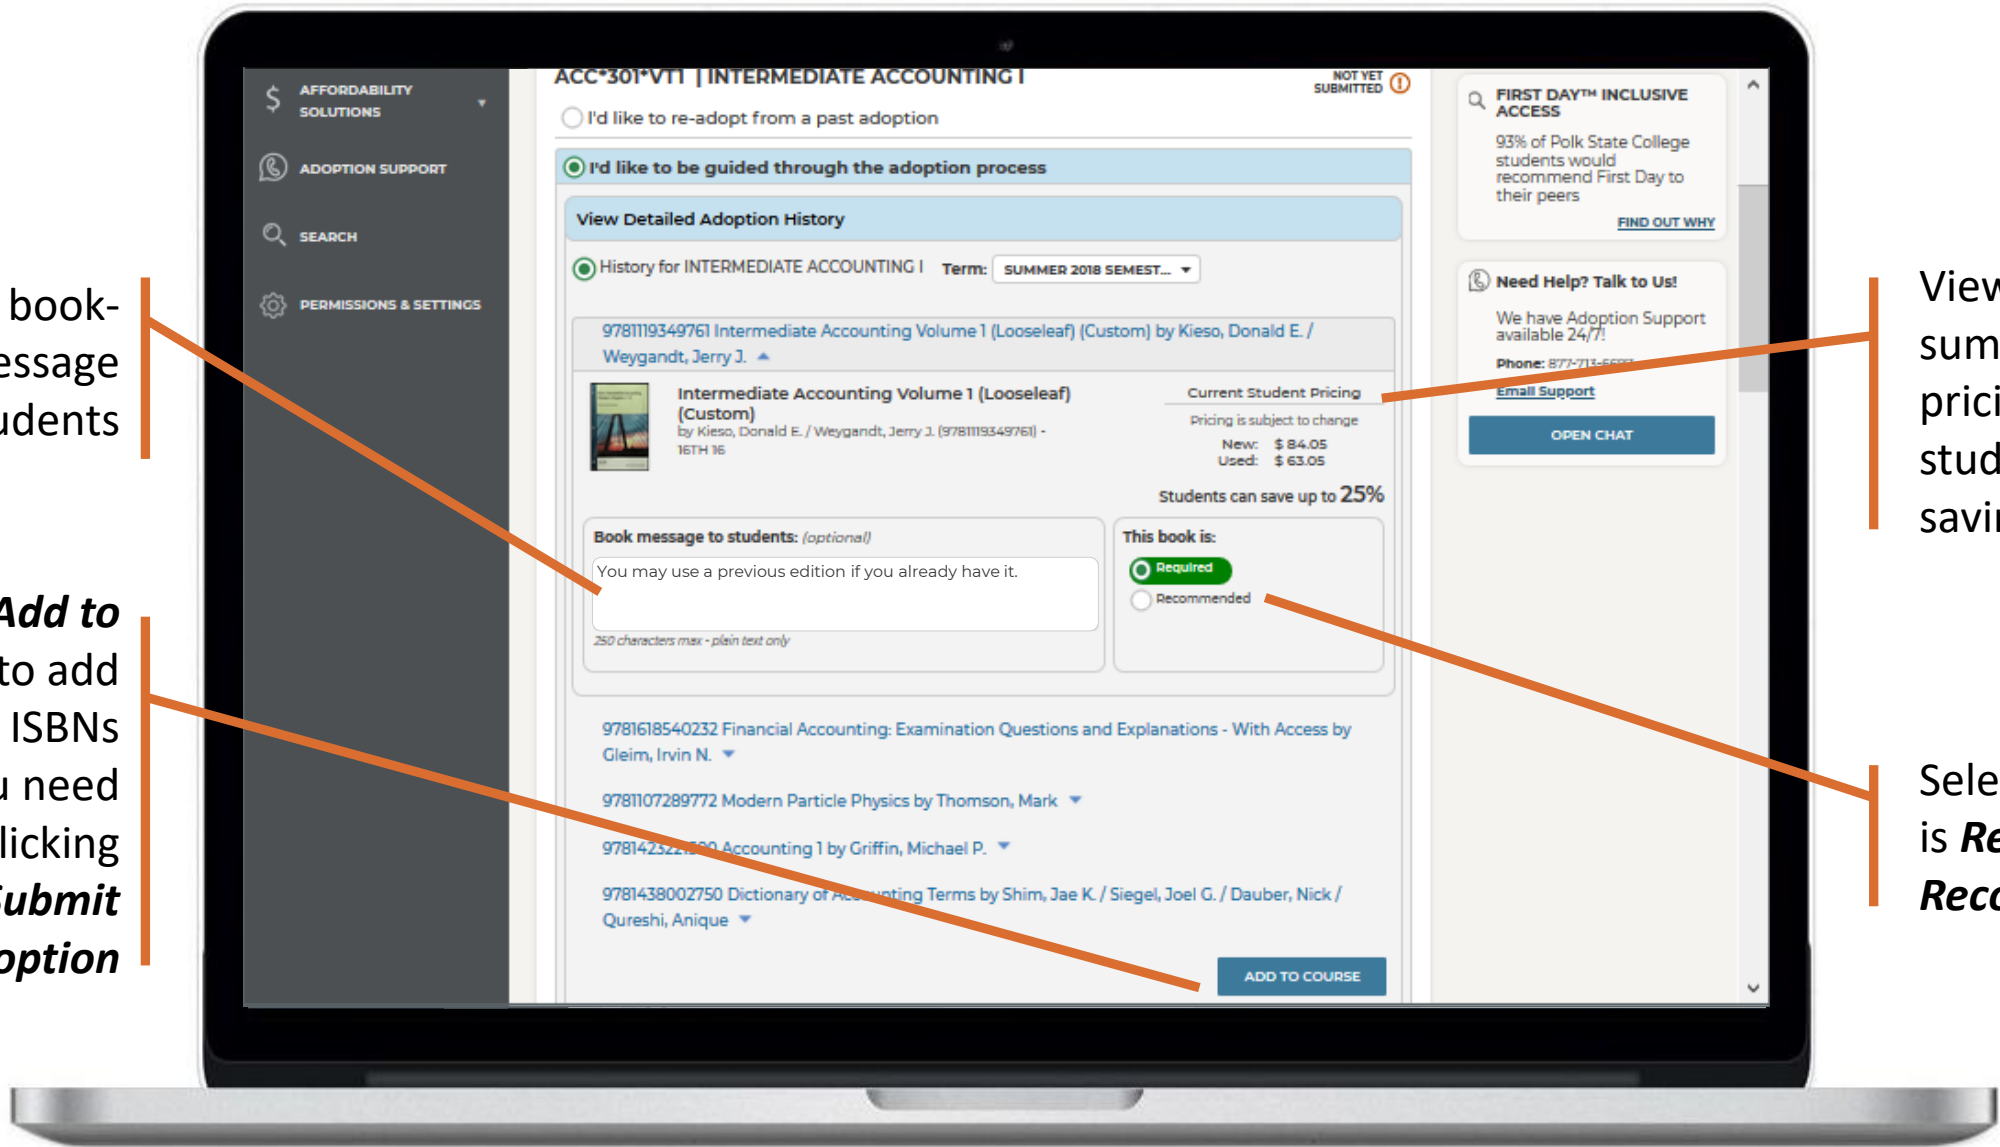 AFFORDABILITY
SOLUTIONS
ADOPTION SUPPORT
SEARCH
PERMISSIONS & SETTINGS
ACC*301*VT1 | INTERMEDIATE ACCOUNTING I
NOT YET
SUBMITTED
I'd like to re-adopt from a past adoption
I'd like to be guided through the adoption process
View Detailed Adoption History
History for INTERMEDIATE ACCOUNTING I Term: SUMMER 2018 SEMEST...
9781119349761 Intermediate Accounting Volume 1 (Looseleaf) (Custom) by Kieso, Donald E. /
Weygandt, Jerry J.
Intermediate Accounting Volume 1 (Looseleaf)
(Custom)
by Kieso, Donald E. / Weygandt, Jerry J. (9781119349761) -
16TH 16
Current Student Pricing
Pricing is subject to change
New: $ 84.05
Used: $ 63.05
Students can save up to 25%
Book message to students: (optional)
You may use a previous edition if you already have it.
250 characters max - plain text only
This book is:
Required
Recommended
9781618540232 Financial Accounting: Examination Questions and Explanations - With Access by
Gleim, Irvin N.
9781107289772 Modern Particle Physics by Thomson, Mark
Accounting 1 by Griffin, Michael P.
9781438002750 Dictionary of Accounting Terms by Shim, Jae K. / Siegel, Joel G. / Dauber, Nick /
Qureshi, Anique
ADD TO COURSE
FIRST DAY™ INCLUSIVE
ACCESS
93% of Polk State College
students would
recommend First Day to
their peers
FIND OUT WHY
Need Help? Talk to Us!
We have Adoption Support
available 24/7!
Phone:
Email Support
OPEN CHAT
book-
essage
udents
Add to
to add
ISBNs
u need
licking
Submit
option
View
sum
prici
stud
savin
Sele
is Re
Reco